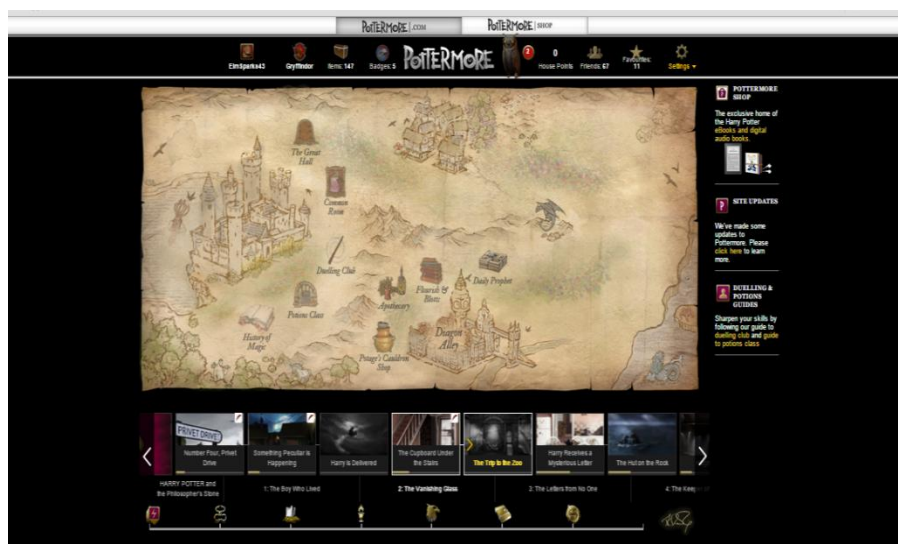 POTTERMORE .COM
POTTERMORE SHOP
ElmSparks43
Gryffindor
Items: 147
Badges: 5
POTTERMORE
2
0
House Points
Friends: 67
Favourites:
11
Settings
POTTERMORE
SHOP
The exclusive home of
the Harry Potter
eBooks and digital
audio books.
SITE UPDATES
We've made some
updates to
Pottermore. Please
click here to learn
more.
DUELLING &
POTIONS
GUIDES
Sharpen your skills by
following our guide to
duelling club and guide
to potions class
The Great
Hall
Common
Room
Duelling Club
Potions Class
History of
Magic
Apothecary
Flourish &
Blotts
Daily Prophet
Potage's Cauldron
Shop
Diagon
Alley
PRIVET DRIVE
Number Four, Privet
Drive
Something Peculiar is
Happening
Harry is Delivered
The Cupboard Under
the Stairs
The Trip to the Zoo
Harry Receives a
Mysterious Letter
The Hut on the Rock
HARRY POTTER and
the Philosopher's Stone
1: The Boy Who Lived
2: The Vanishing Glass
3: The Letters from No One
4: The Keep